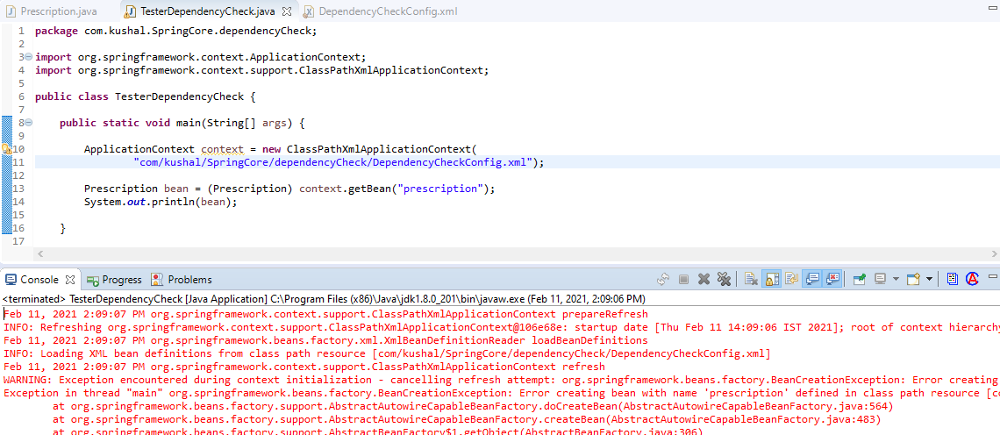 Prescription.java TesterDependencyCheck.java DependencyCheckConfig.xml
1 package com.kushal.SpringCore.dependencyCheck;
2
3 import org.springframework.context.ApplicationContext;
4 import org.springframework.context.support.ClassPathXmlApplicationContext;
5
6 public class TesterDependencyCheck {
7
8 public static void main(String[] args) {
9
10 ApplicationContext context = new ClassPathXmlApplicationContext(
11 "com/kushal/SpringCore/dependencyCheck/DependencyCheckConfig.xml");
12
13 Prescription bean = (Prescription) context.getBean("prescription");
14 System.out.println(bean);
15
16 }
17
Console Progress Problems
<terminated> TesterDependencyCheck [Java Application] C:\Program Files (x86)\Java\jdk1.8.0_201\bin\javaw.exe (Feb 11, 2021, 2:09:06 PM)
Feb 11, 2021 2:09:07 PM org.springframework.context.support.ClassPathXmlApplicationContext prepareRefresh
INFO: Refreshing org.springframework.context.support.ClassPathXmlApplicationContext@106e68e: startup date [Thu Feb 11 14:09:06 IST 2021]; root of context hierarchy
Feb 11, 2021 2:09:07 PM org.springframework.beans.factory.xml.XmlBeanDefinitionReader loadBeanDefinitions
INFO: Loading XML bean definitions from class path resource [com/kushal/SpringCore/dependencyCheck/DependencyCheckConfig.xml]
Feb 11, 2021 2:09:07 PM org.springframework.context.support.ClassPathXmlApplicationContext refresh
WARNING: Exception encountered during context initialization - cancelling refresh attempt: org.springframework.beans.factory.BeanCreationException: Error creating
Exception in thread "main" org.springframework.beans.factory.BeanCreationException: Error creating bean with name 'prescription' defined in class path resource [co
at org.springframework.beans.factory.support.AbstractAutowireCapableBeanFactory.doCreateBean(AbstractAutowireCapableBeanFactory.java:564)
at org.springframework.beans.factory.support.AbstractAutowireCapableBeanFactory.createBean(AbstractAutowireCapableBeanFactory.java:483)
at org.springframework.beans.factory.support.AbstractBeanFactory$1.getObject(AbstractBeanFactory.java:306)